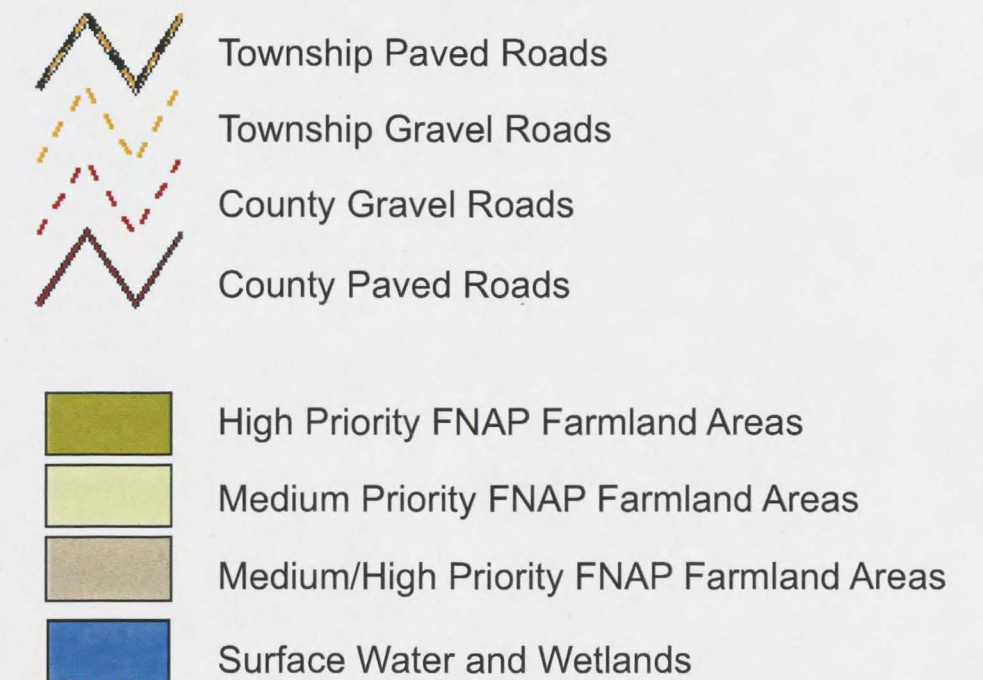 Township Paved Roads
Township Gravel Roads
County Gravel Roads
County Paved Roads
High Priority FNAP Farmland Areas
Medium Priority FNAP Farmland Areas
Medium/High Priority FNAP Farmland Areas
Surface Water and Wetlands